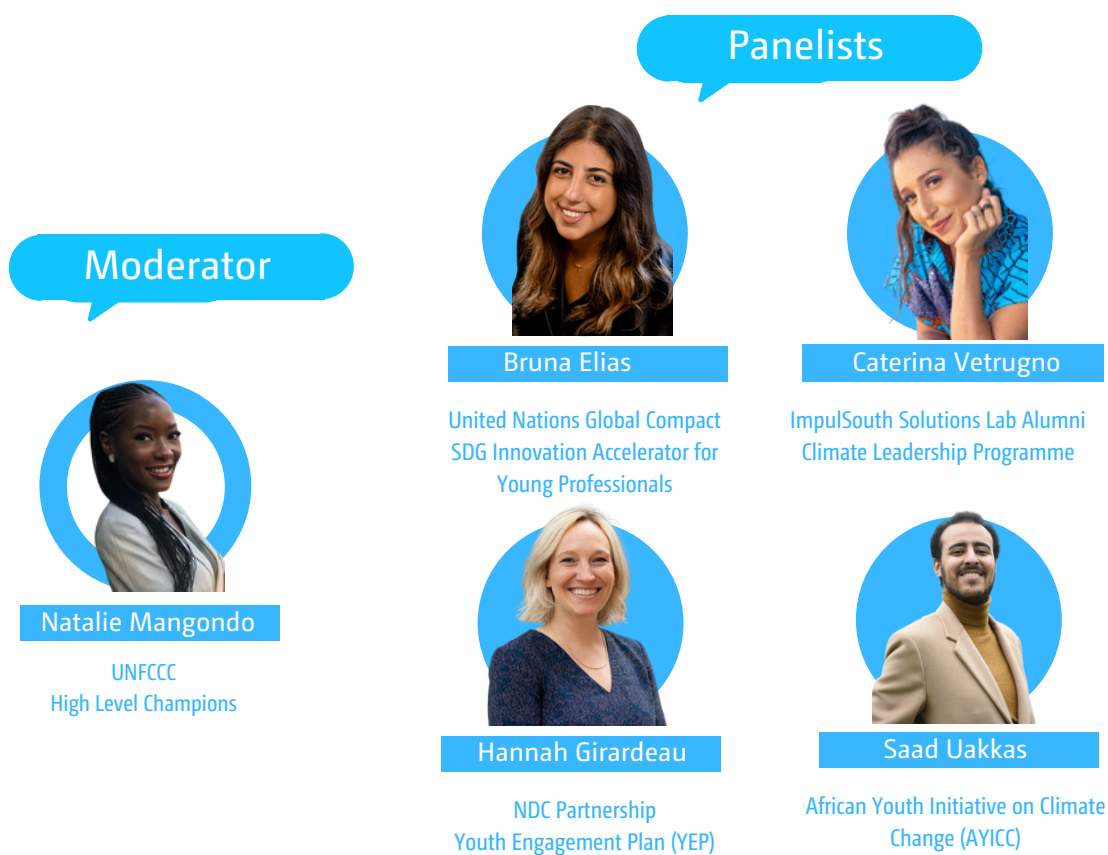 Moderator
Natalie Mangondo
UNFCCC
High Level Champions
Panelists
Bruna Elias
United Nations Global Compact
SDG Innovation Accelerator for
Young Professionals
Caterina Vetrugno
ImpulSouth Solutions Lab Alumni
Climate Leadership Programme
Hannah Girardeau
NDC Partnership
Youth Engagement Plan (YEP)
Saad Uakkas
African Youth Initiative on Climate
Change (AYICC)